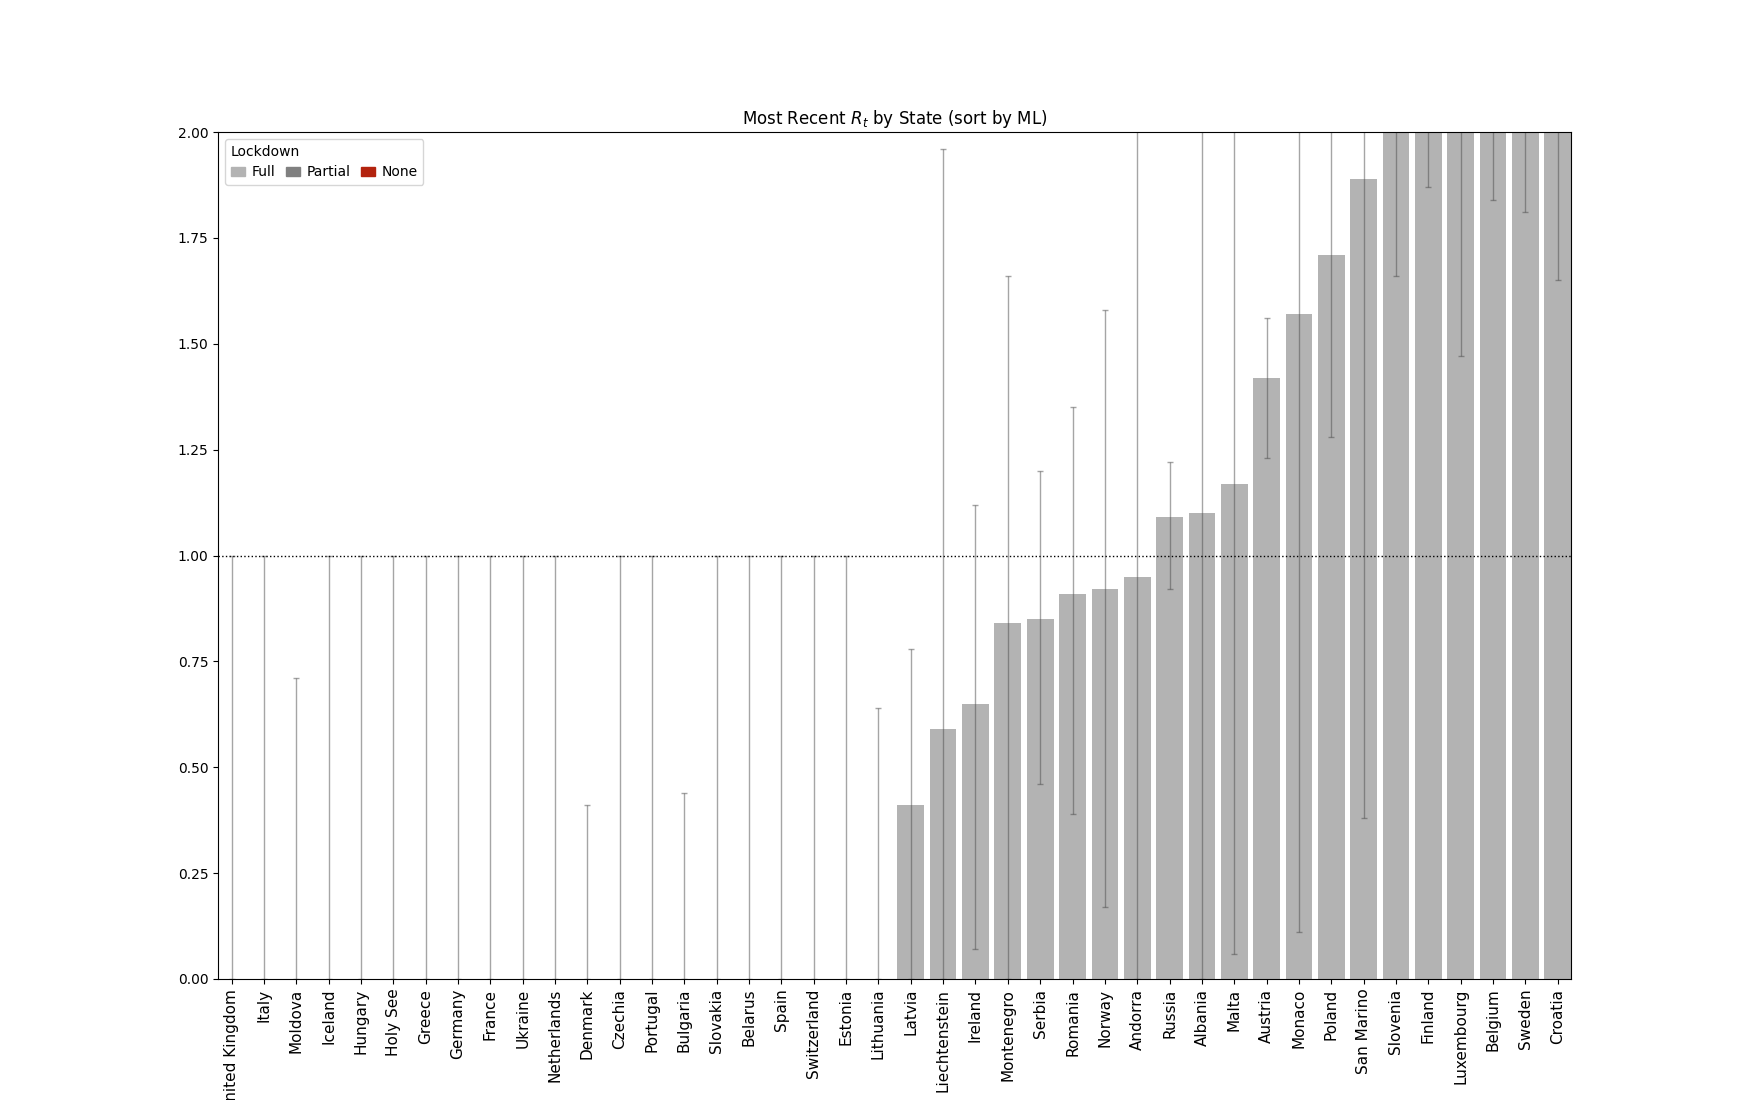 Most Recent Rt by State (sort by ML)
Lockdown
Full Partial None
2.00
1.75
1.50
1.25
1.00
0.75
0.50
0.25
0.00
nited Kingdom
Italy
Moldova
Iceland
Hungary
Holy See
Greece
Germany
France
Ukraine
Netherlands
Denmark
Czechia
Portugal
Bulgaria
Slovakia
Belarus
Spain
Switzerland
Estonia
Lithuania
Latvia
Liechtenstein
Ireland
Montenegro
Serbia
Romania
Norway
Andorra
Russia
Albania
Malta
Austria
Monaco
Poland
San Marino
Slovenia
Finland
Luxembourg
Belgium
Sweden
Croatia